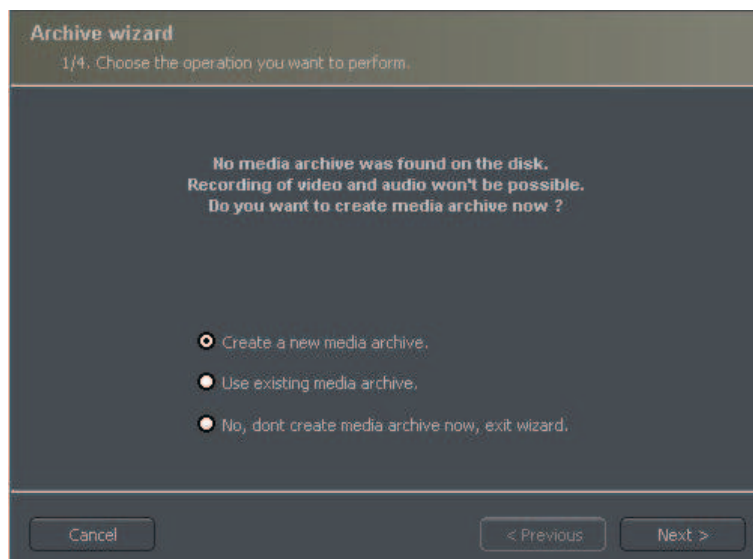 Archive wizard
1/4. Choose the operation you want to perform.
No media archive was found on the disk.
Recording of video and audio won't be possible.
Do you want to create media archive now ?
Create a new media archive.
Use existing media archive.
No, dont create media archive now, exit wizard.
Cancel
< Previous
Next >